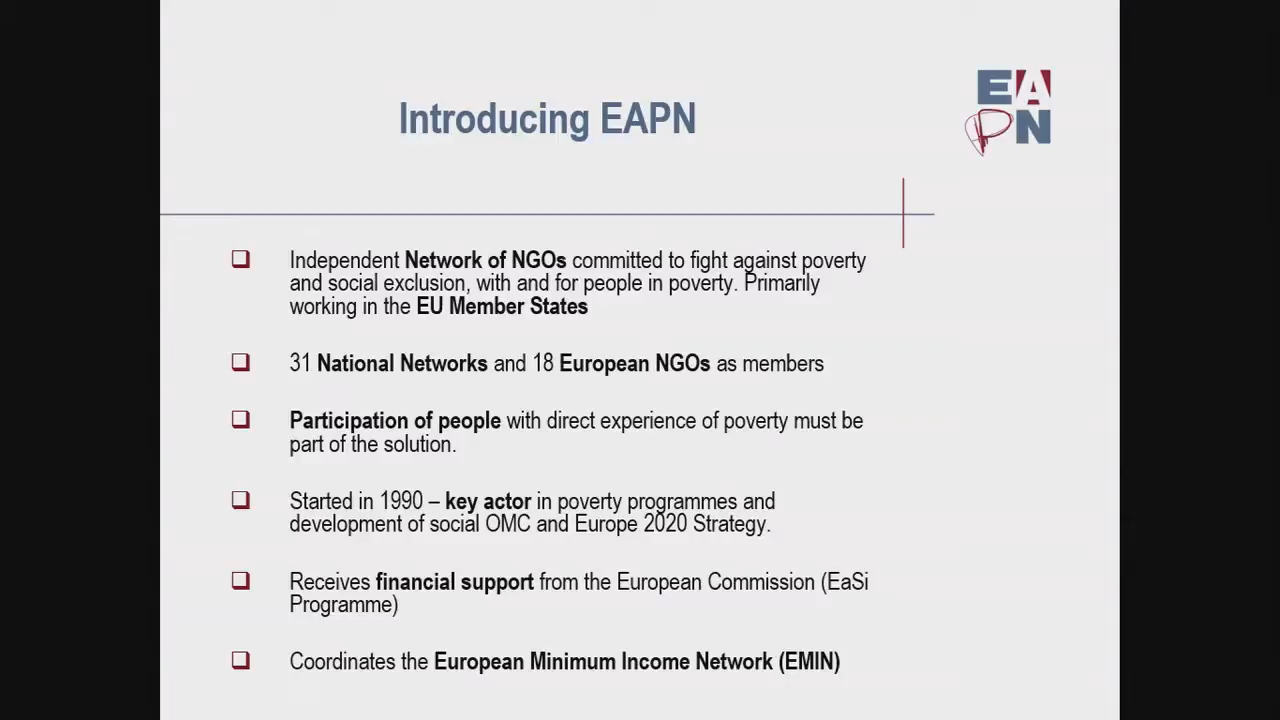 Introducing EAPN
EA
PN
Independent Network of NGOs committed to fight against poverty
and social exclusion, with and for people in poverty. Primarily
working in the EU Member States
31 National Networks and 18 European NGOs as members
Participation of people with direct experience of poverty must be
part of the solution.
Started in 1990 – key actor in poverty programmes and
development of social OMC and Europe 2020 Strategy.
Receives financial support from the European Commission (EaSi
Programme)
Coordinates the European Minimum Income Network (EMIN)